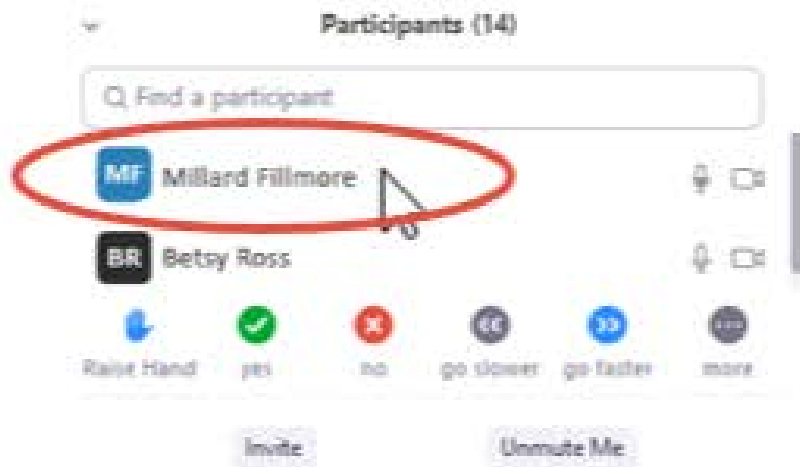 Participants (14)
Find a participant
MF Millard Fillmore
BR Betsy Ross
Raise Hand yes no go slower go faster more
Invite Unmute Me